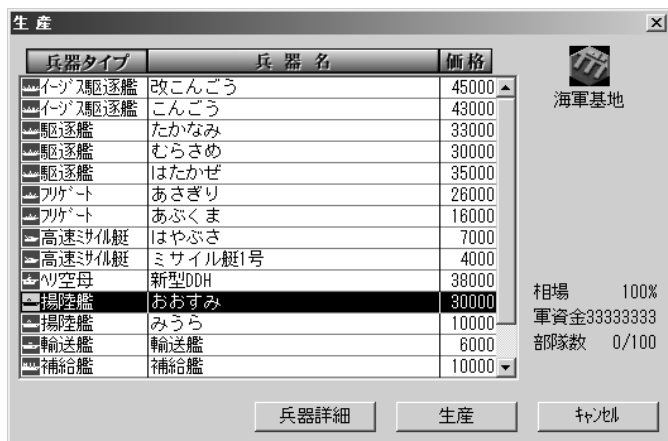 生産
兵器タイプ 兵器名 価格
イージス駆逐艦 改こんごう 45000
イージス駆逐艦 こんごう 43000
駆逐艦 たかなみ 33000
駆逐艦 むらさめ 30000
駆逐艦 はたかぜ 35000
フリゲート あさぎり 26000
フリゲート あぶくま 16000
高速ミサイル艇 はやぶさ 7000
高速ミサイル艇 ミサイル艇1号 4000
ヘリ空母 新型DDH 38000
揚陸艦 おおすみ 30000
揚陸艦 みうら 10000
輸送艦 輸送艦 6000
補給艦 補給艦 10000
海軍基地
相場 100%
軍資金33333333
部隊数 0/100
兵器詳細 生産 キャンセル